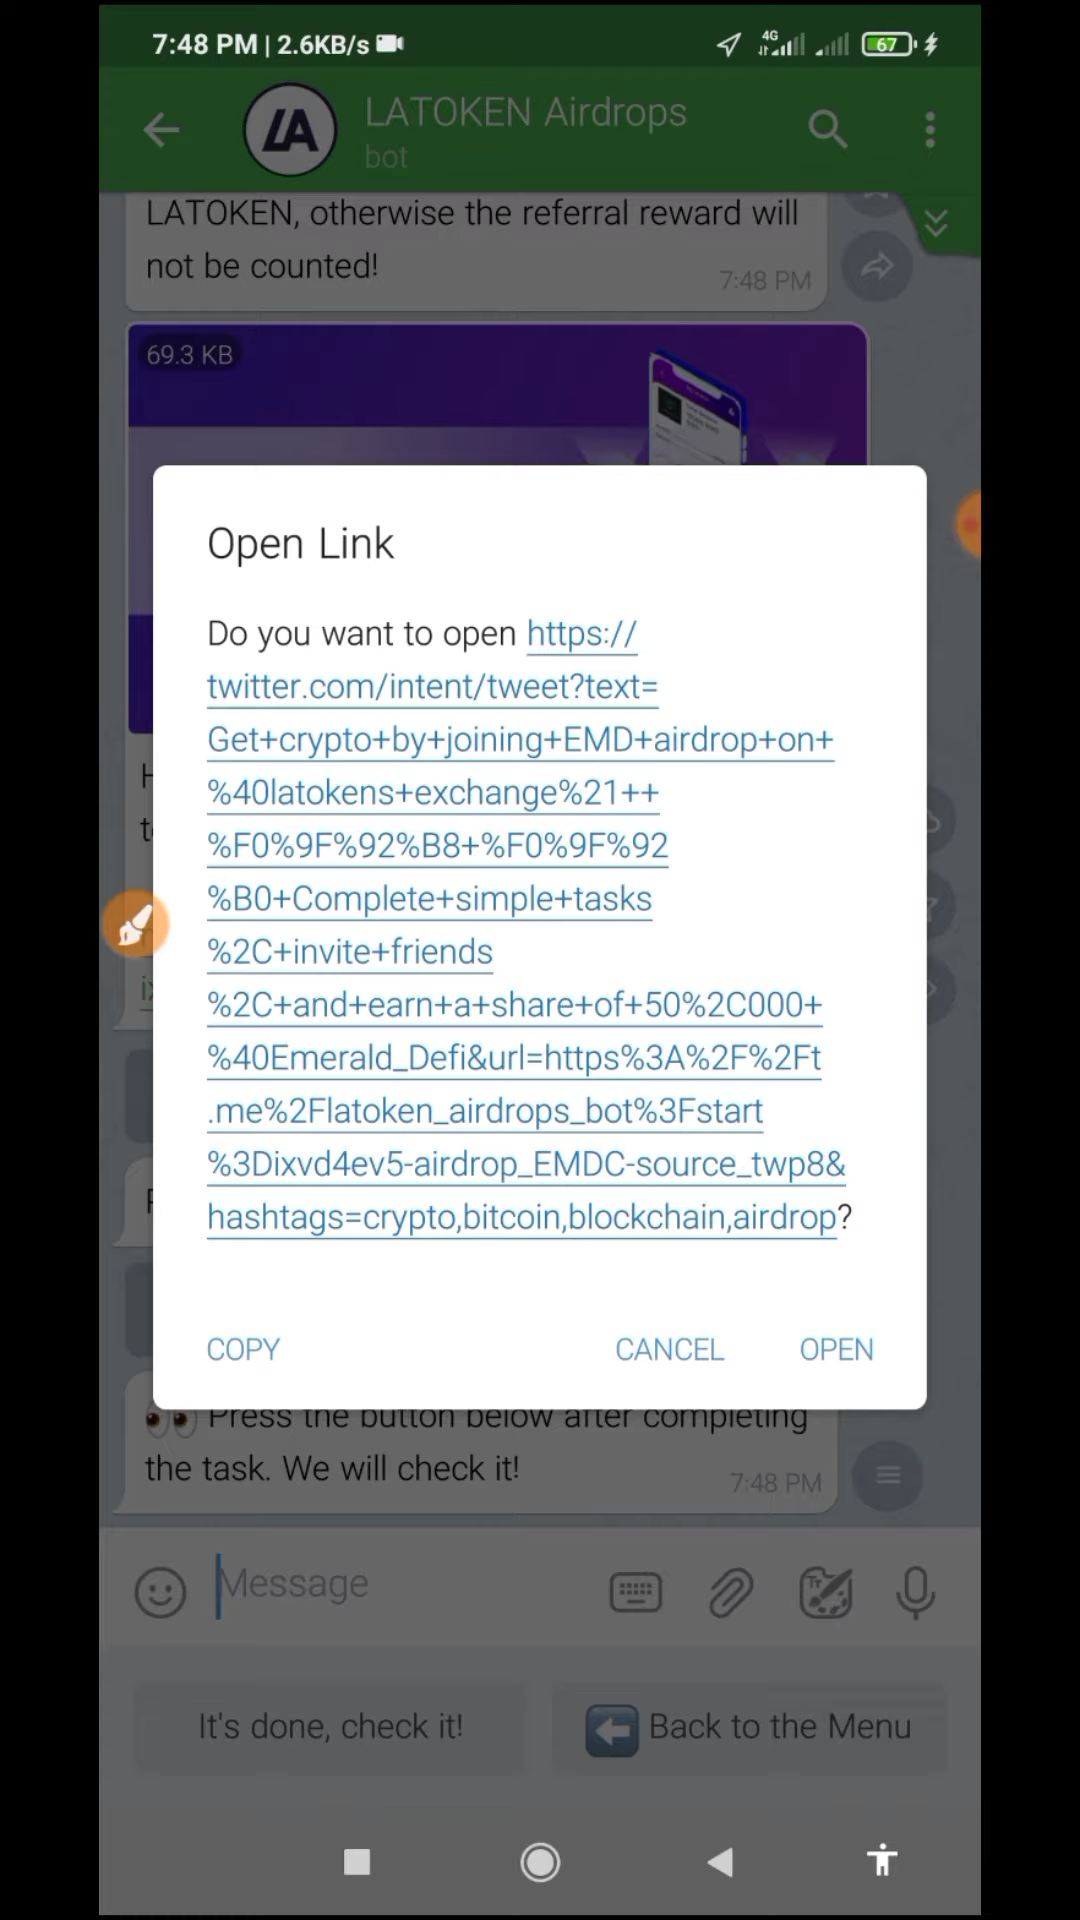 7:48 PM | 2.6KB/s 4G 67
LATOKEN Airdrops
bot
LATOKEN, otherwise the referral reward will
not be counted!
7:48 PM
69.3 KB
Open Link
Do you want to open https://
twitter.com/intent/tweet?text=
Get+crypto+by+joining+EMD+airdrop+on+
%40latokens+exchange%21++
%F0%9F%92%B8+%F0%9F%92
%B0+Complete+simple+tasks
%2C+invite+friends
%2C+and+earn+a+share+of+50%2C000+
%40Emerald_Defi&url=https%3A%2F%2Ft
.me%2Flatoken_airdrops_bot%3Fstart
%3Dixvd4ev5-airdrop_EMDC-source_twp8&
hashtags=crypto,bitcoin,blockchain,airdrop?
COPY CANCEL OPEN
👀 Press the button below after completing
the task. We will check it!
7:48 PM
Message
It's done, check it! Back to the Menu